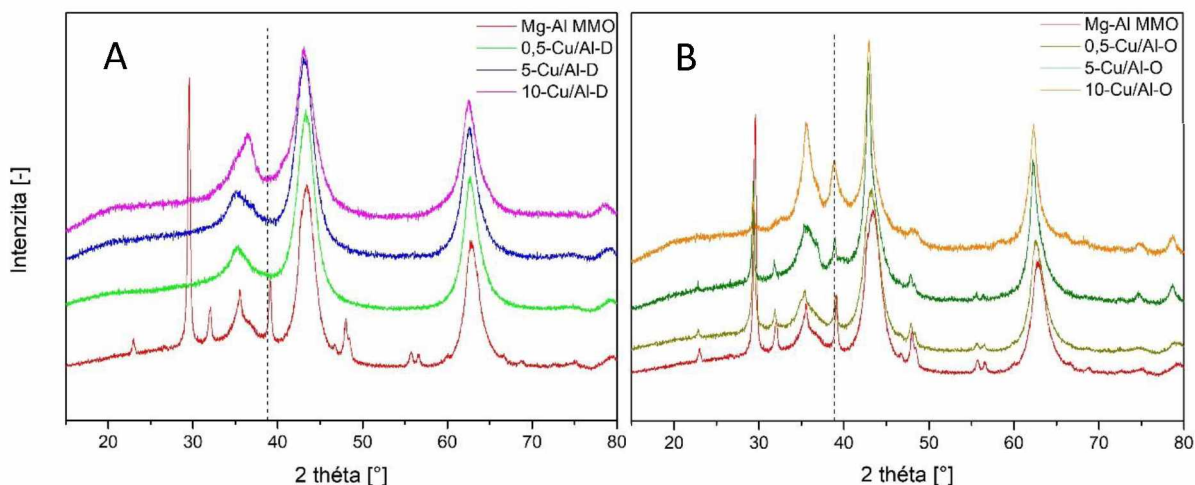 A
Mg-Al MMO
0,5-Cu/Al-D
5-Cu/Al-D
10-Cu/Al-D
Intenzita [-]
20 30 40 50 60 70 80
2 théta [°]
B
Mg-Al MMO
0,5-Cu/Al-O
5-Cu/Al-O
10-Cu/Al-O
20 30 40 50 60 70 80
2 théta [°]